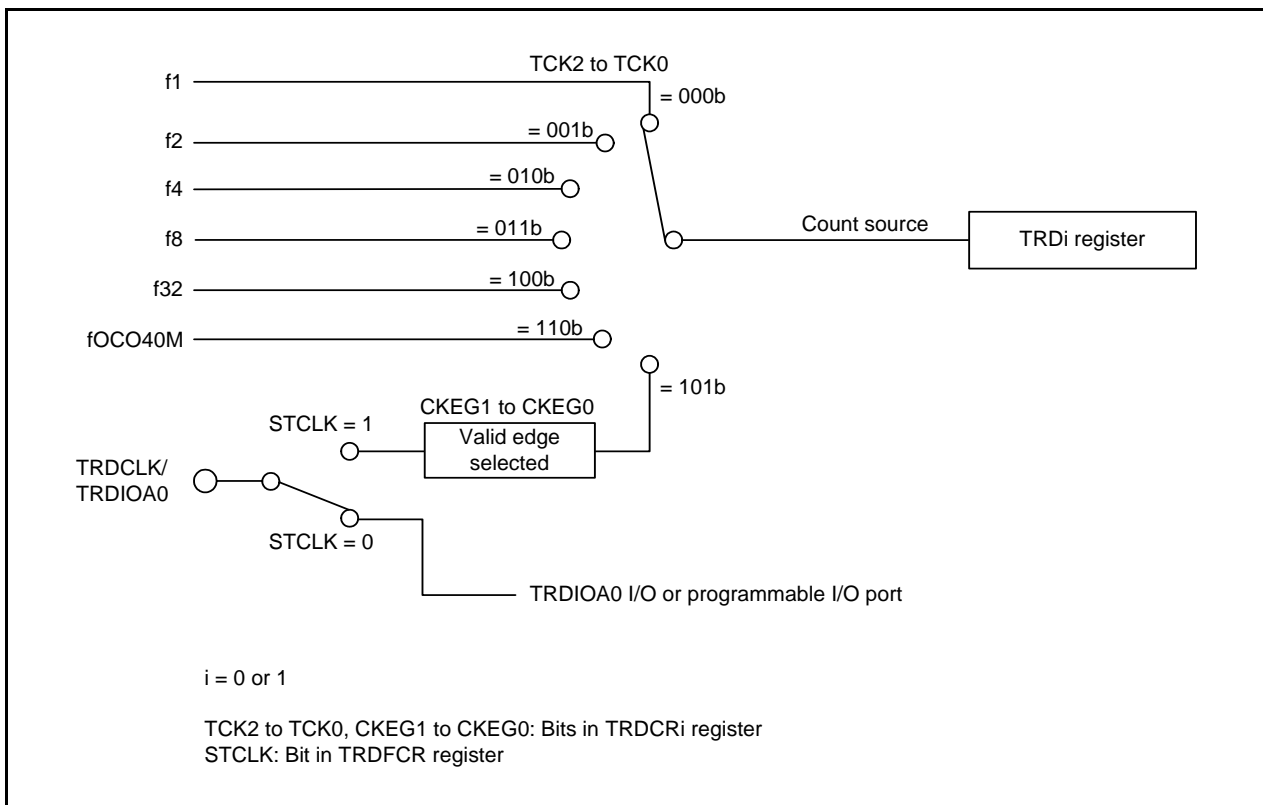 TCK2 to TCK0
f1
= 000b
f2
= 001b
f4
= 010b
f8
= 011b
Count source
TRDi register
f32
= 100b
fOCO40M
= 110b
= 101b
CKEG1 to CKEG0
STCLK = 1
Valid edge
selected
TRDCLK/
TRDIOA0
STCLK = 0
TRDIOA0 I/O or programmable I/O port
i = 0 or 1
TCK2 to TCK0, CKEG1 to CKEG0: Bits in TRDCRi register
STCLK: Bit in TRDFCR register